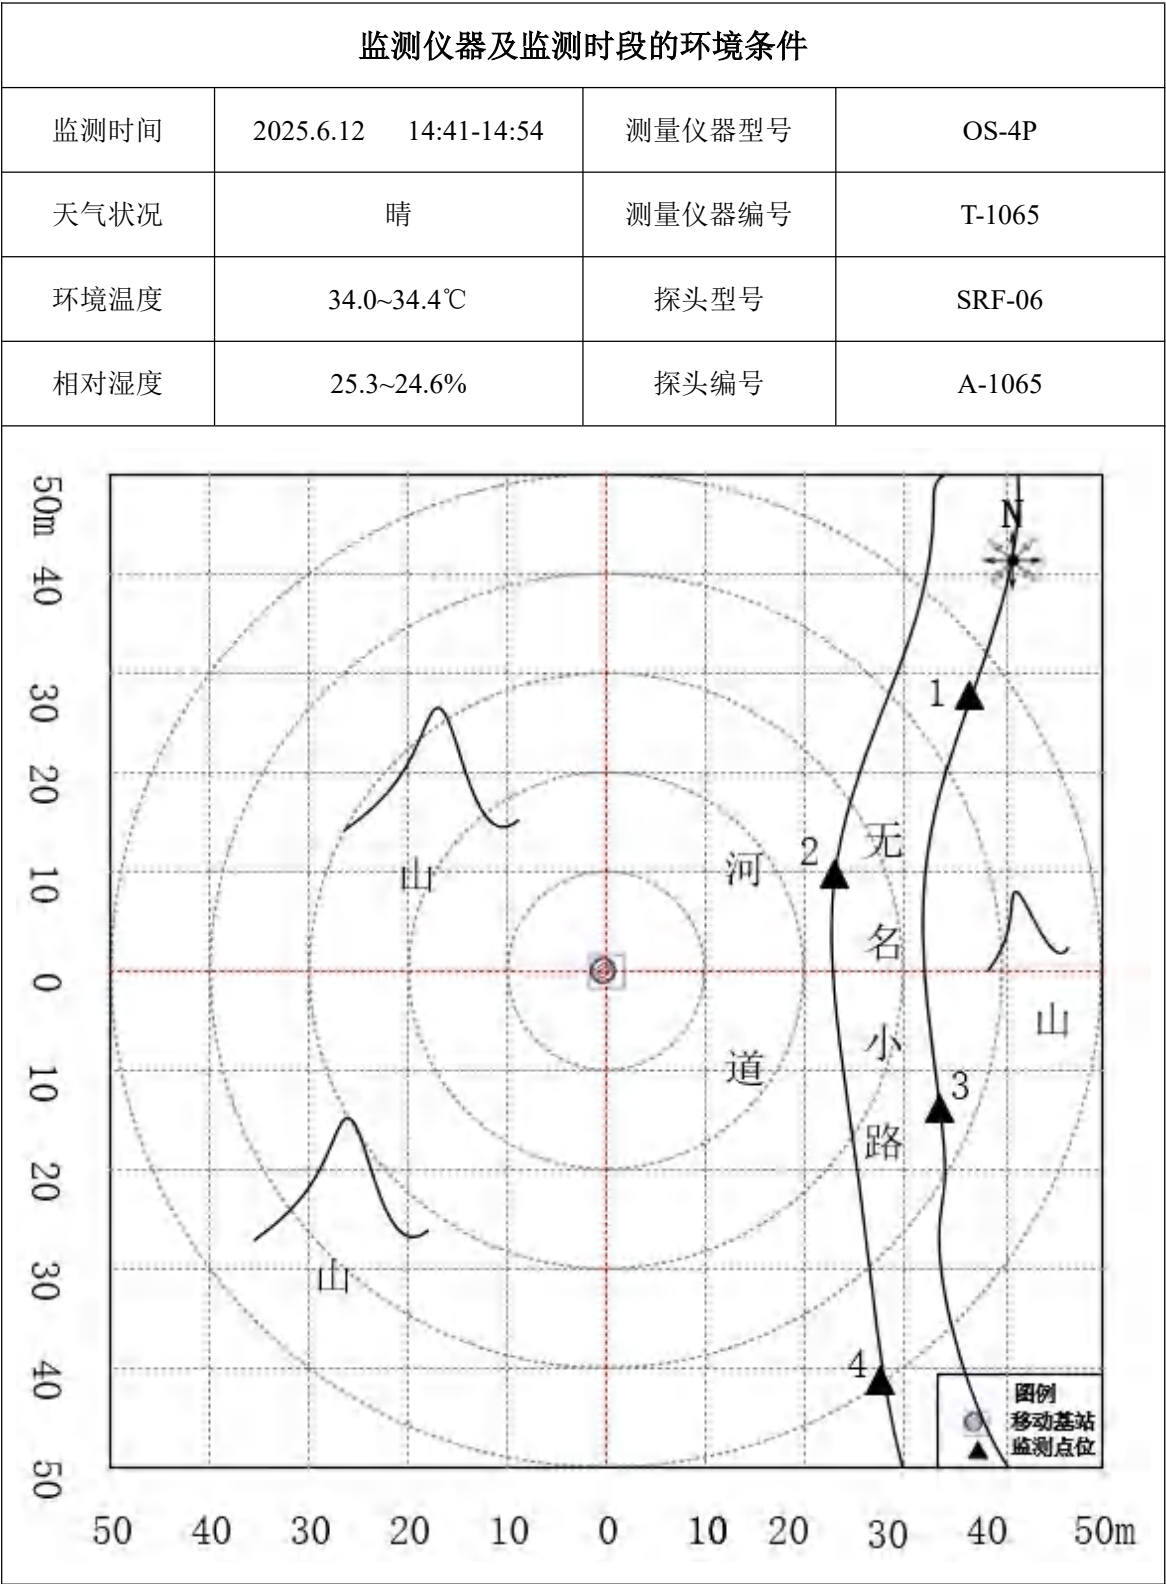 监测仪器及监测时段的环境条件
监测时间 2025.6.12 14:41-14:54 测量仪器型号 OS-4P
天气状况 晴 测量仪器编号 T-1065
环境温度 34.0~34.4℃ 探头型号 SRF-06
相对湿度 25.3~24.6% 探头编号 A-1065
50m
40
30
20
10
0
10
20
30
40
50
N
1
2
无
名
小
路
河
道
山
山
山
3
4
图例
移动基站
监测点位
50 40 30 20 10 0 10 20 30 40 50m